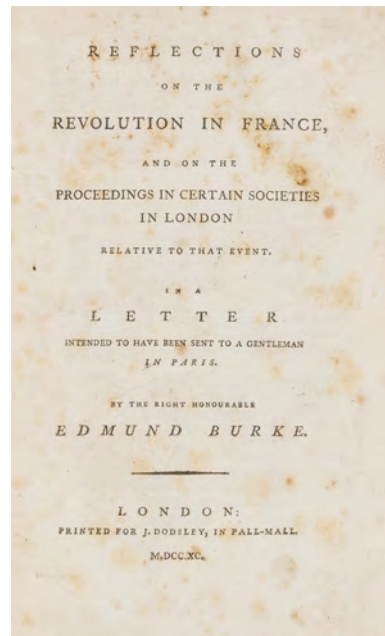 REFLECTIONS
ON THE
REVOLUTION IN FRANCE,
AND ON THE
PROCEEDINGS IN CERTAIN SOCIETIES
IN LONDON
RELATIVE TO THAT EVENT.
IN A
LETTER
INTENDED TO HAVE BEEN SENT TO A GENTLEMAN
IN PARIS.
BY THE RIGHT HONOURABLE
EDMUND BURKE.
LONDON:
PRINTED FOR J. DODSLEY, IN PALL-MALL.
M.DCC.XC.